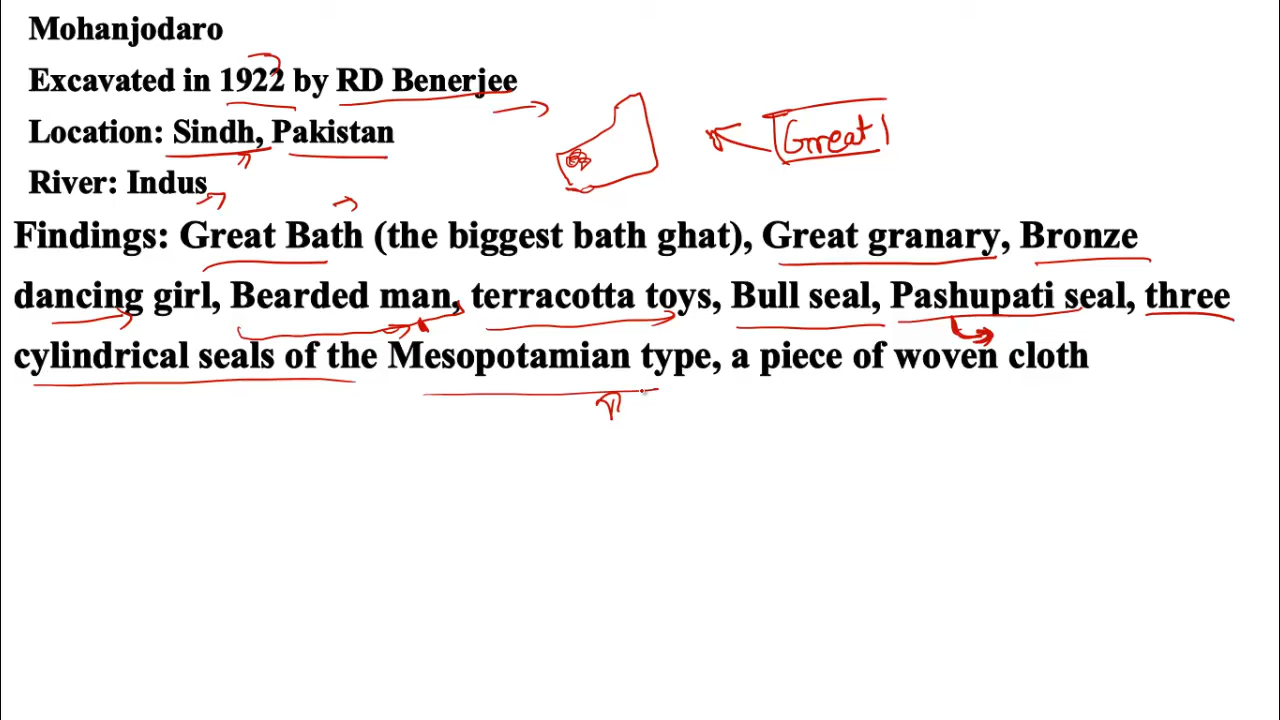 Mohanjodaro
Excavated in 1922 by RD Benerjee
Location: Sindh, Pakistan
Great
River: Indus
Findings: Great Bath (the biggest bath ghat), Great granary, Bronze
dancing girl, Bearded man, terracotta toys, Bull seal, Pashupati seal, three
cylindrical seals of the Mesopotamian type, a piece of woven cloth